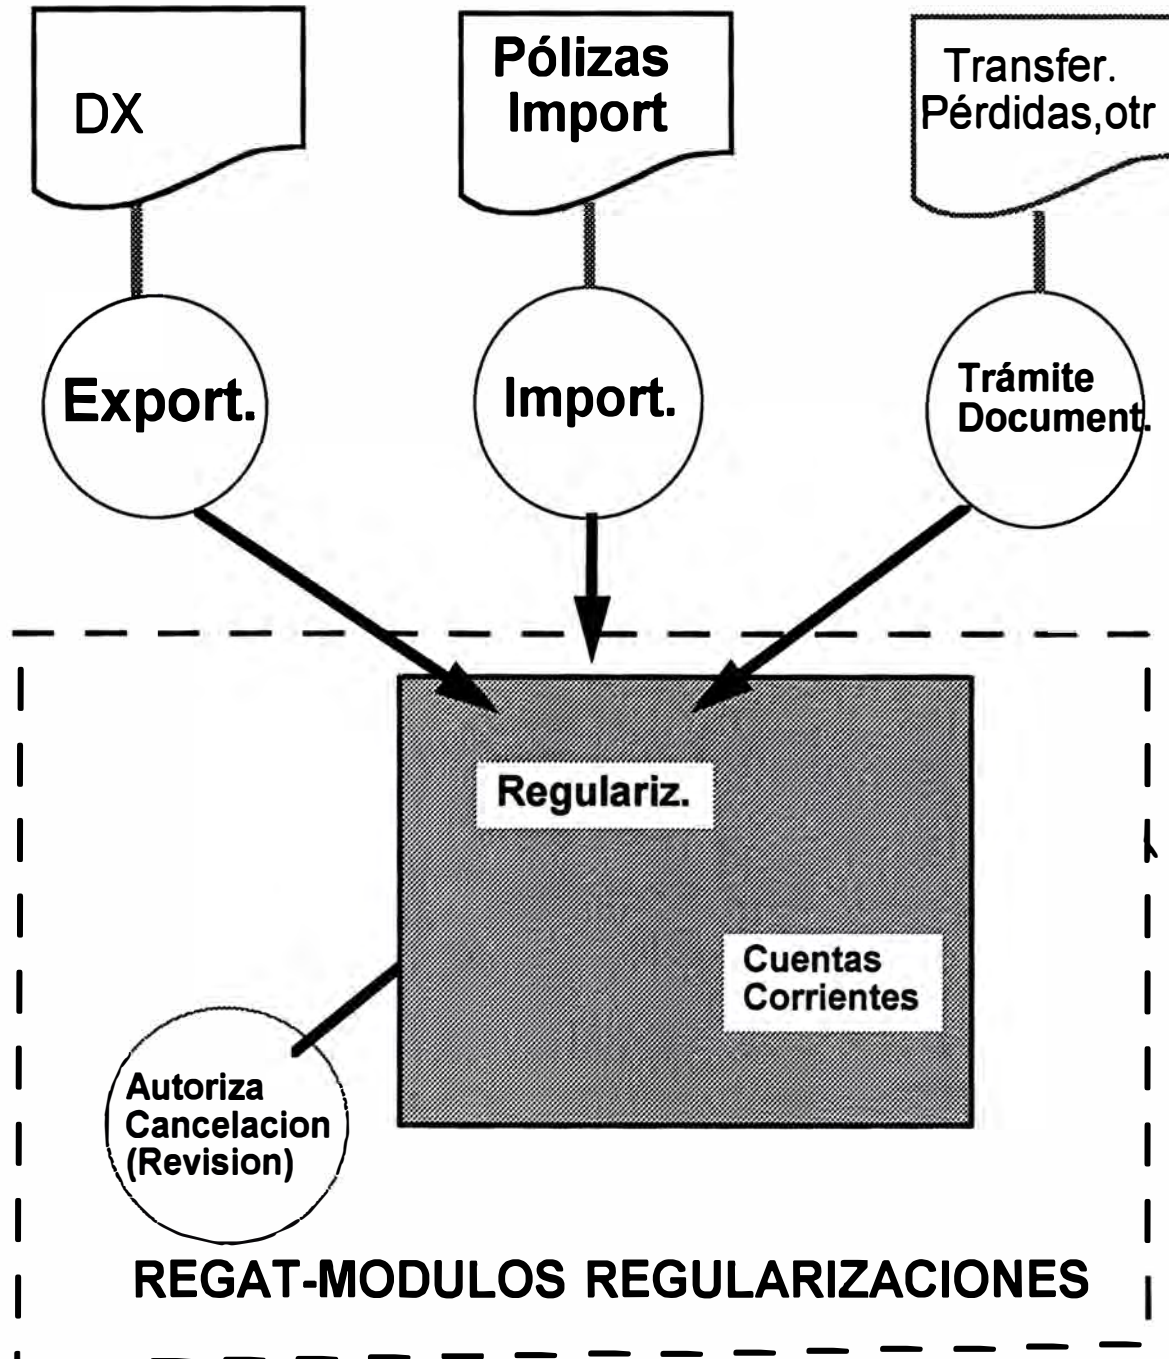 DX
Pólizas
Import
Transfer.
Pérdidas,otr
Export.
Import.
Trámite
Document.
Regulariz.
Cuentas
Corrientes
Autoriza
Cancelacion
(Revision)
REGAT-MODULOS REGULARIZACIONES